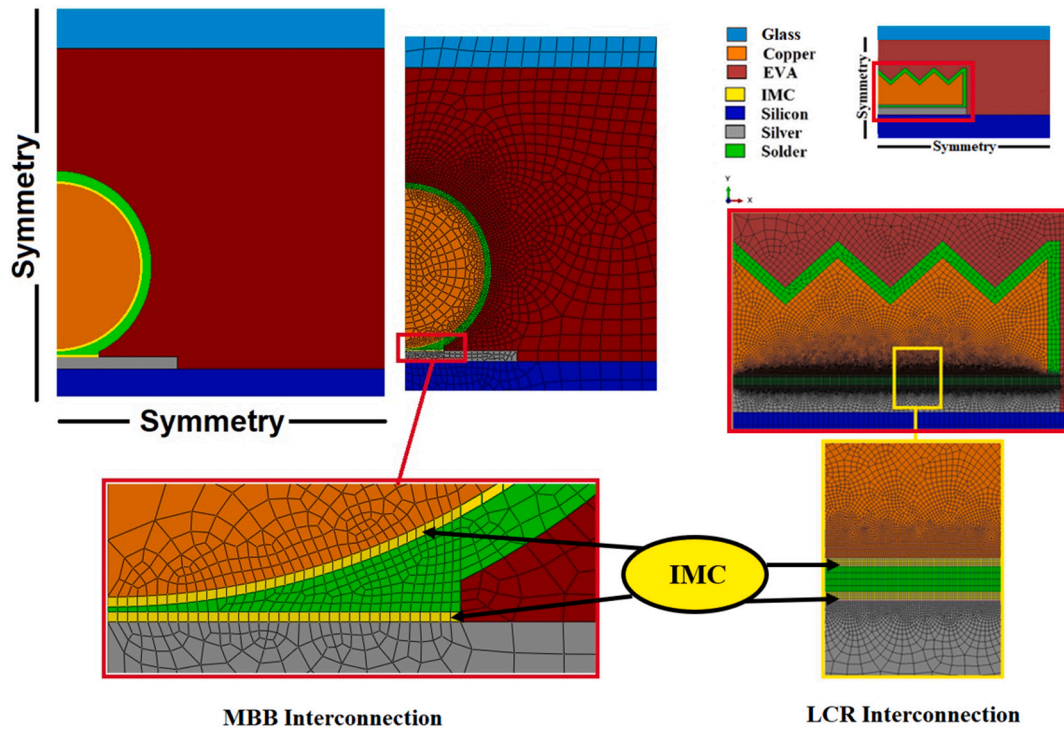 Symmetry
Symmetry
Glass
Copper
EVA
IMC
Silicon
Silver
Solder
Symmetry
Symmetry
Y
X
IMC
MBB Interconnection
LCR Interconnection